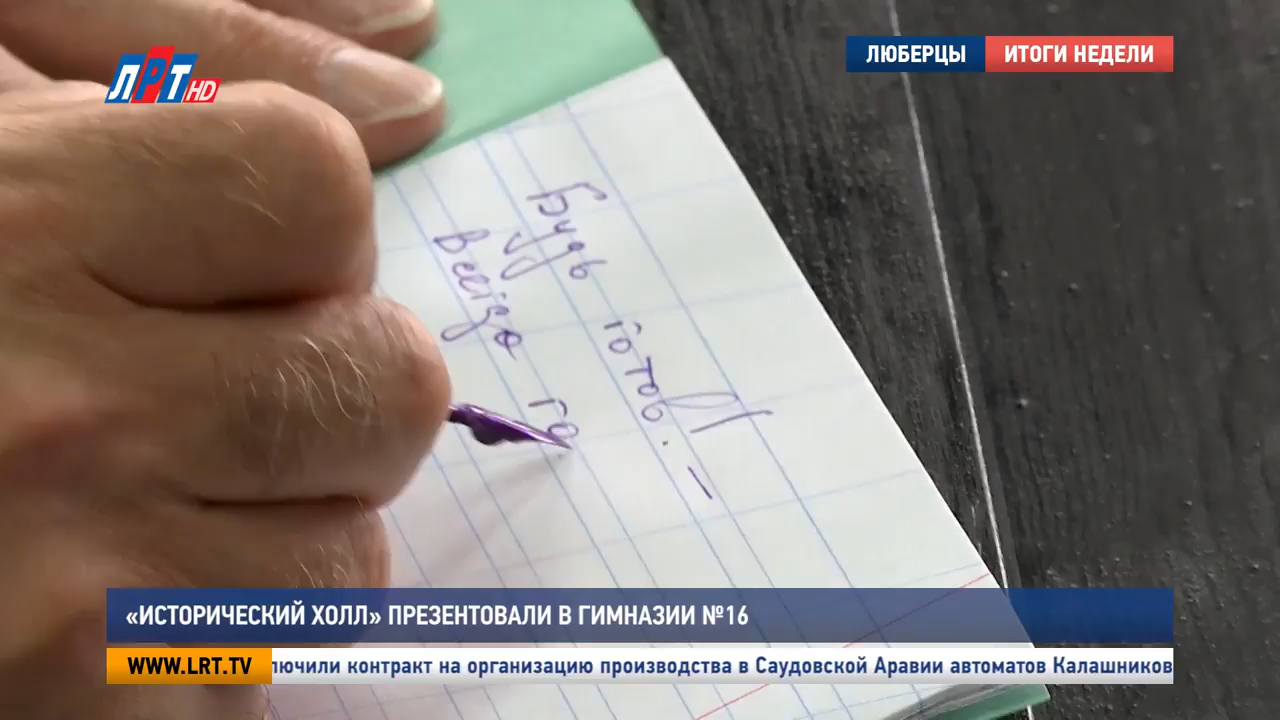 ЛРТ HD
ЛЮБЕРЦЫ ИТОГИ НЕДЕЛИ
Будь готов! –
Всегда го
«ИСТОРИЧЕСКИЙ ХОЛЛ» ПРЕЗЕНТОВАЛИ В ГИМНАЗИИ №16
WWW.LRT.TV лючили контракт на организацию производства в Саудовской Аравии автоматов Калашников